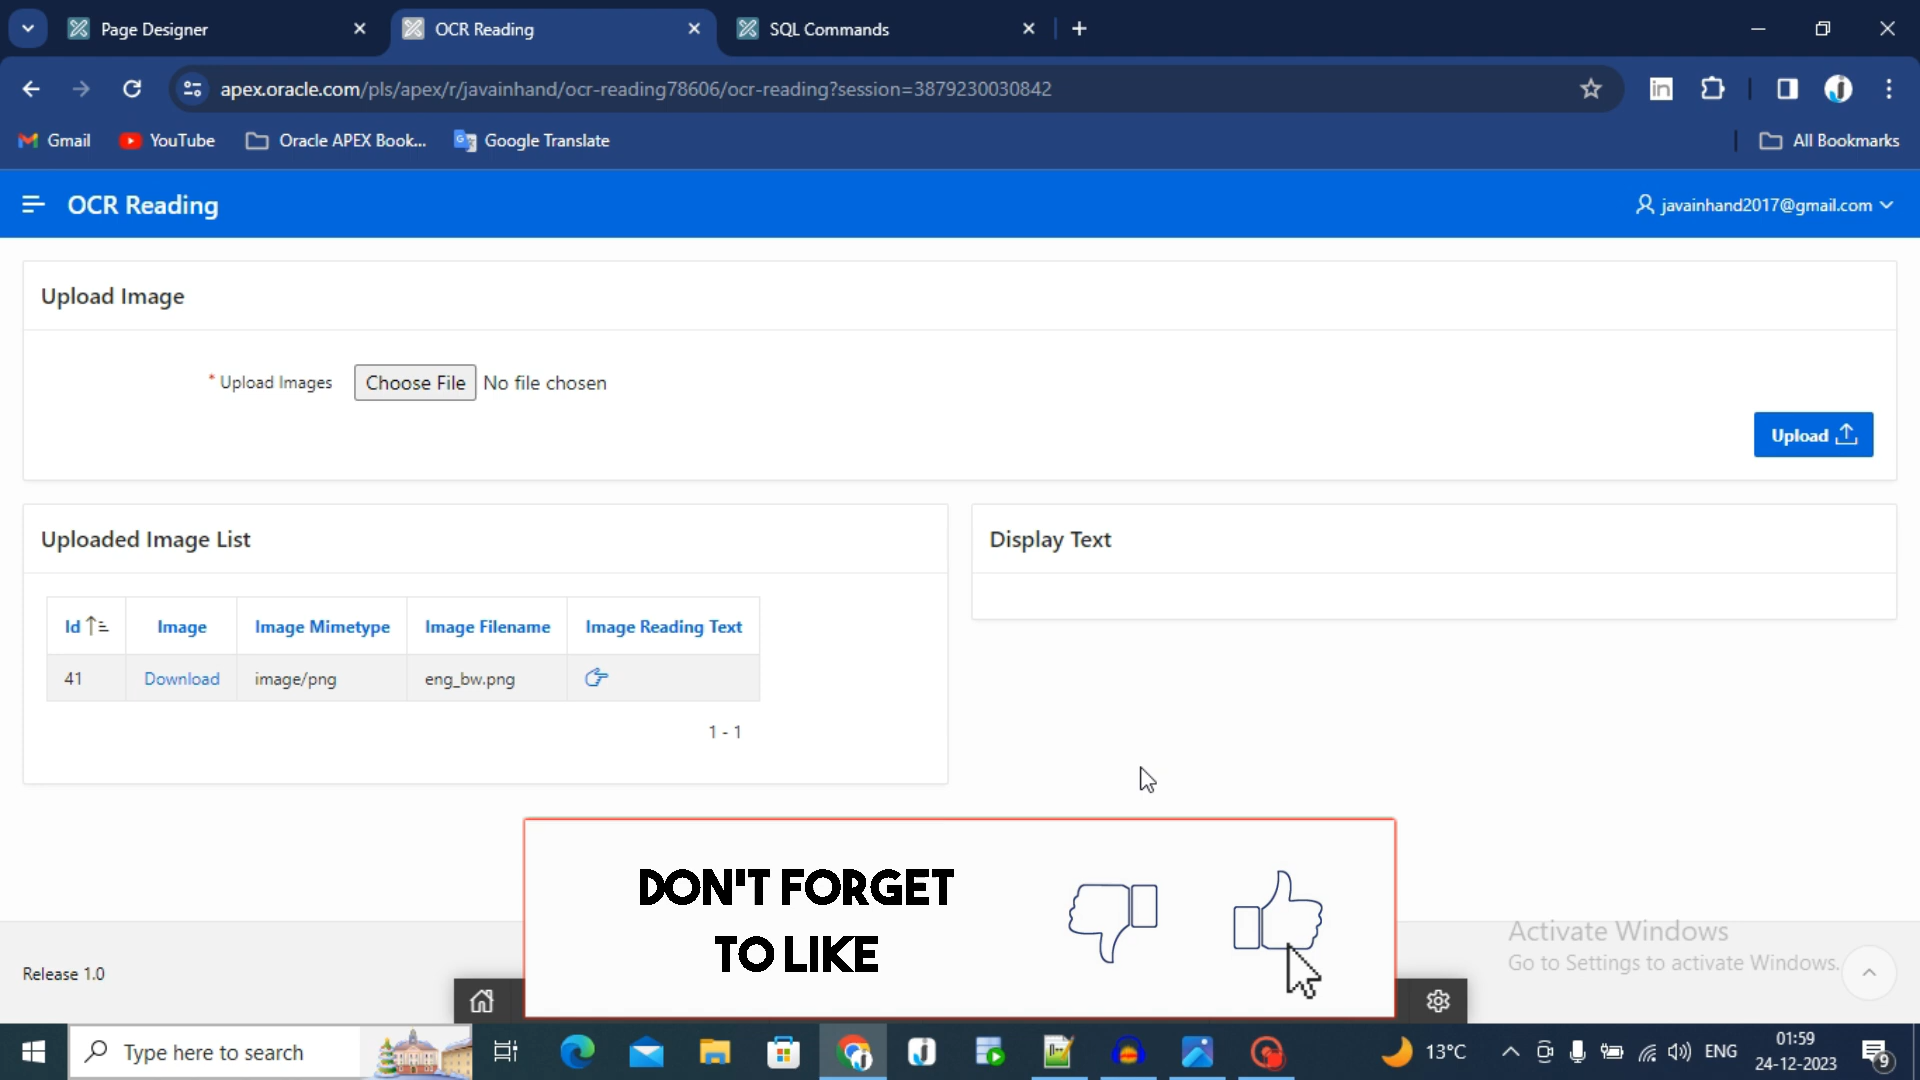 Page Designer
OCR Reading
SQL Commands
apex.oracle.com/pls/apex/r/javainhand/ocr-reading78606/ocr-reading?session=3879230030842
Gmail
YouTube
Oracle APEX Book...
Google Translate
All Bookmarks
OCR Reading
javainhand2017@gmail.com
Upload Image
* Upload Images
Choose File No file chosen
Upload
Uploaded Image List
Display Text
Id Image Image Mimetype Image Filename Image Reading Text
41 Download image/png eng_bw.png
1 - 1
DON'T FORGET
TO LIKE
Activate Windows
Go to Settings to activate Windows.
Release 1.0
Type here to search
13°C
ENG
01:59
24-12-2023
9